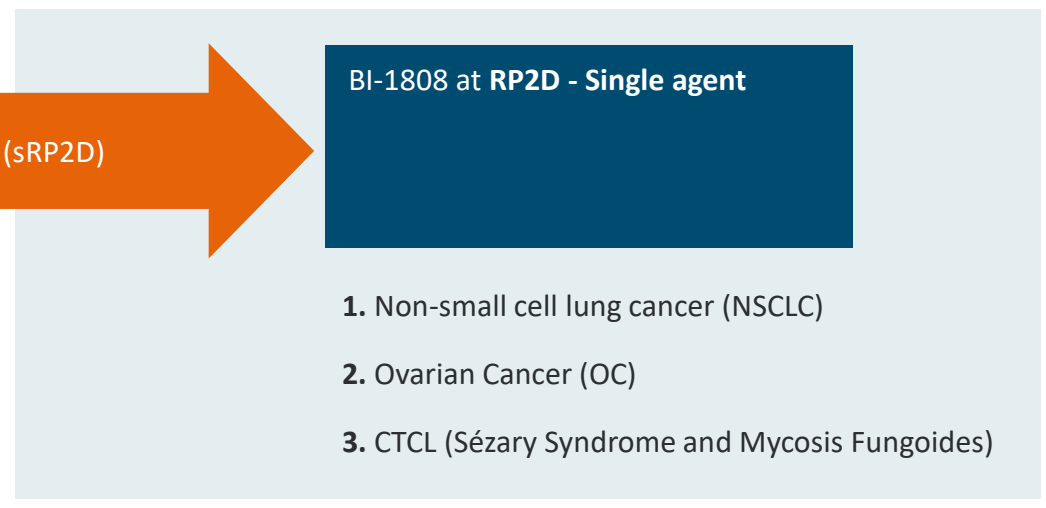 BI-1808 at RP2D - Single agent
(sRP2D)
1. Non-small cell lung cancer (NSCLC)
2. Ovarian Cancer (OC)
3. CTCL (Sézary Syndrome and Mycosis Fungoides)